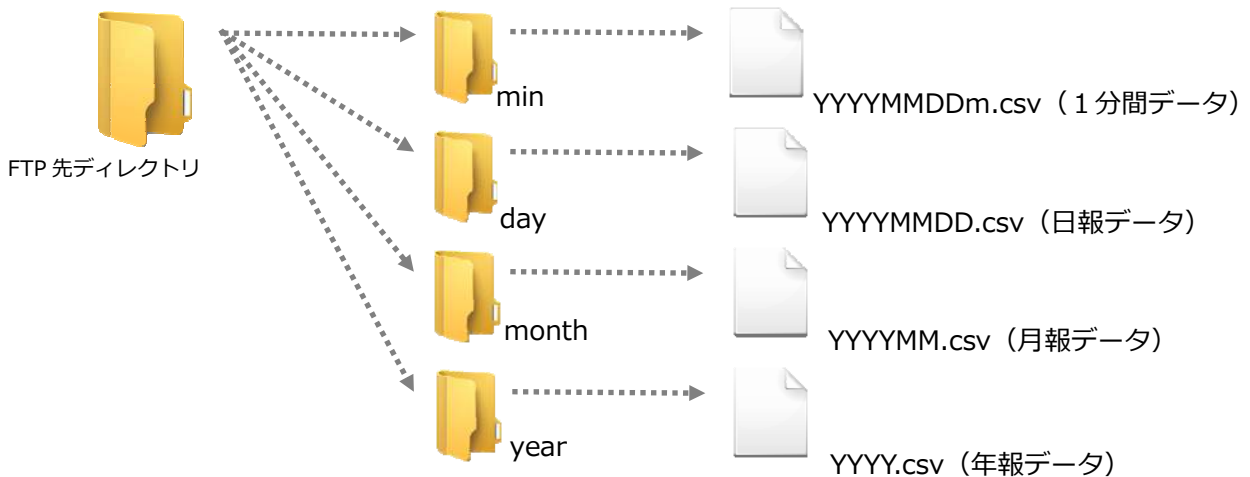 min
YYYYMMDDm.csv（１分間データ）
FTP 先ディレクトリ
day
YYYYMMDD.csv（日報データ）
month
YYYYMM.csv（月報データ）
year
YYYY.csv（年報データ）